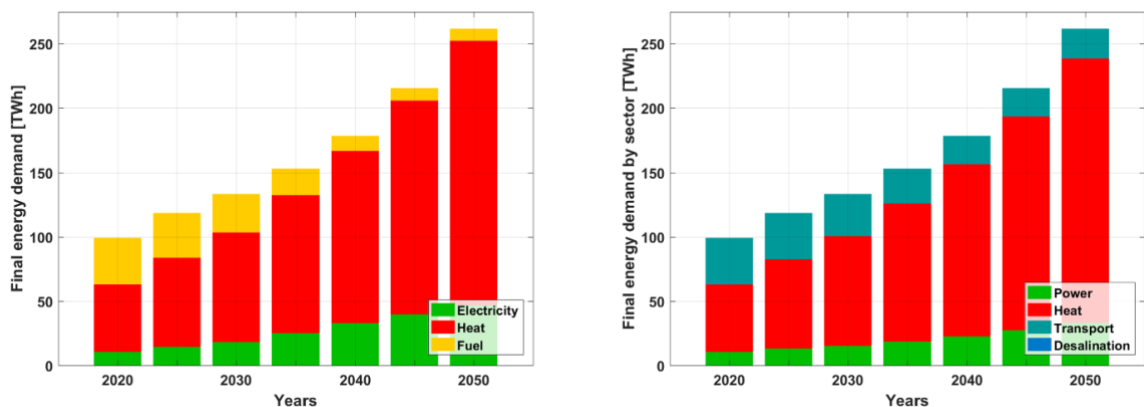 Final energy demand [TWh]
250
200
150
100
50
0
2020
2030
2040
2050
Years
Electricity
Heat
Fuel
Final energy demand by sector [TWh]
250
200
150
100
50
0
2020
2030
2040
2050
Years
Power
Heat
Transport
Desalination